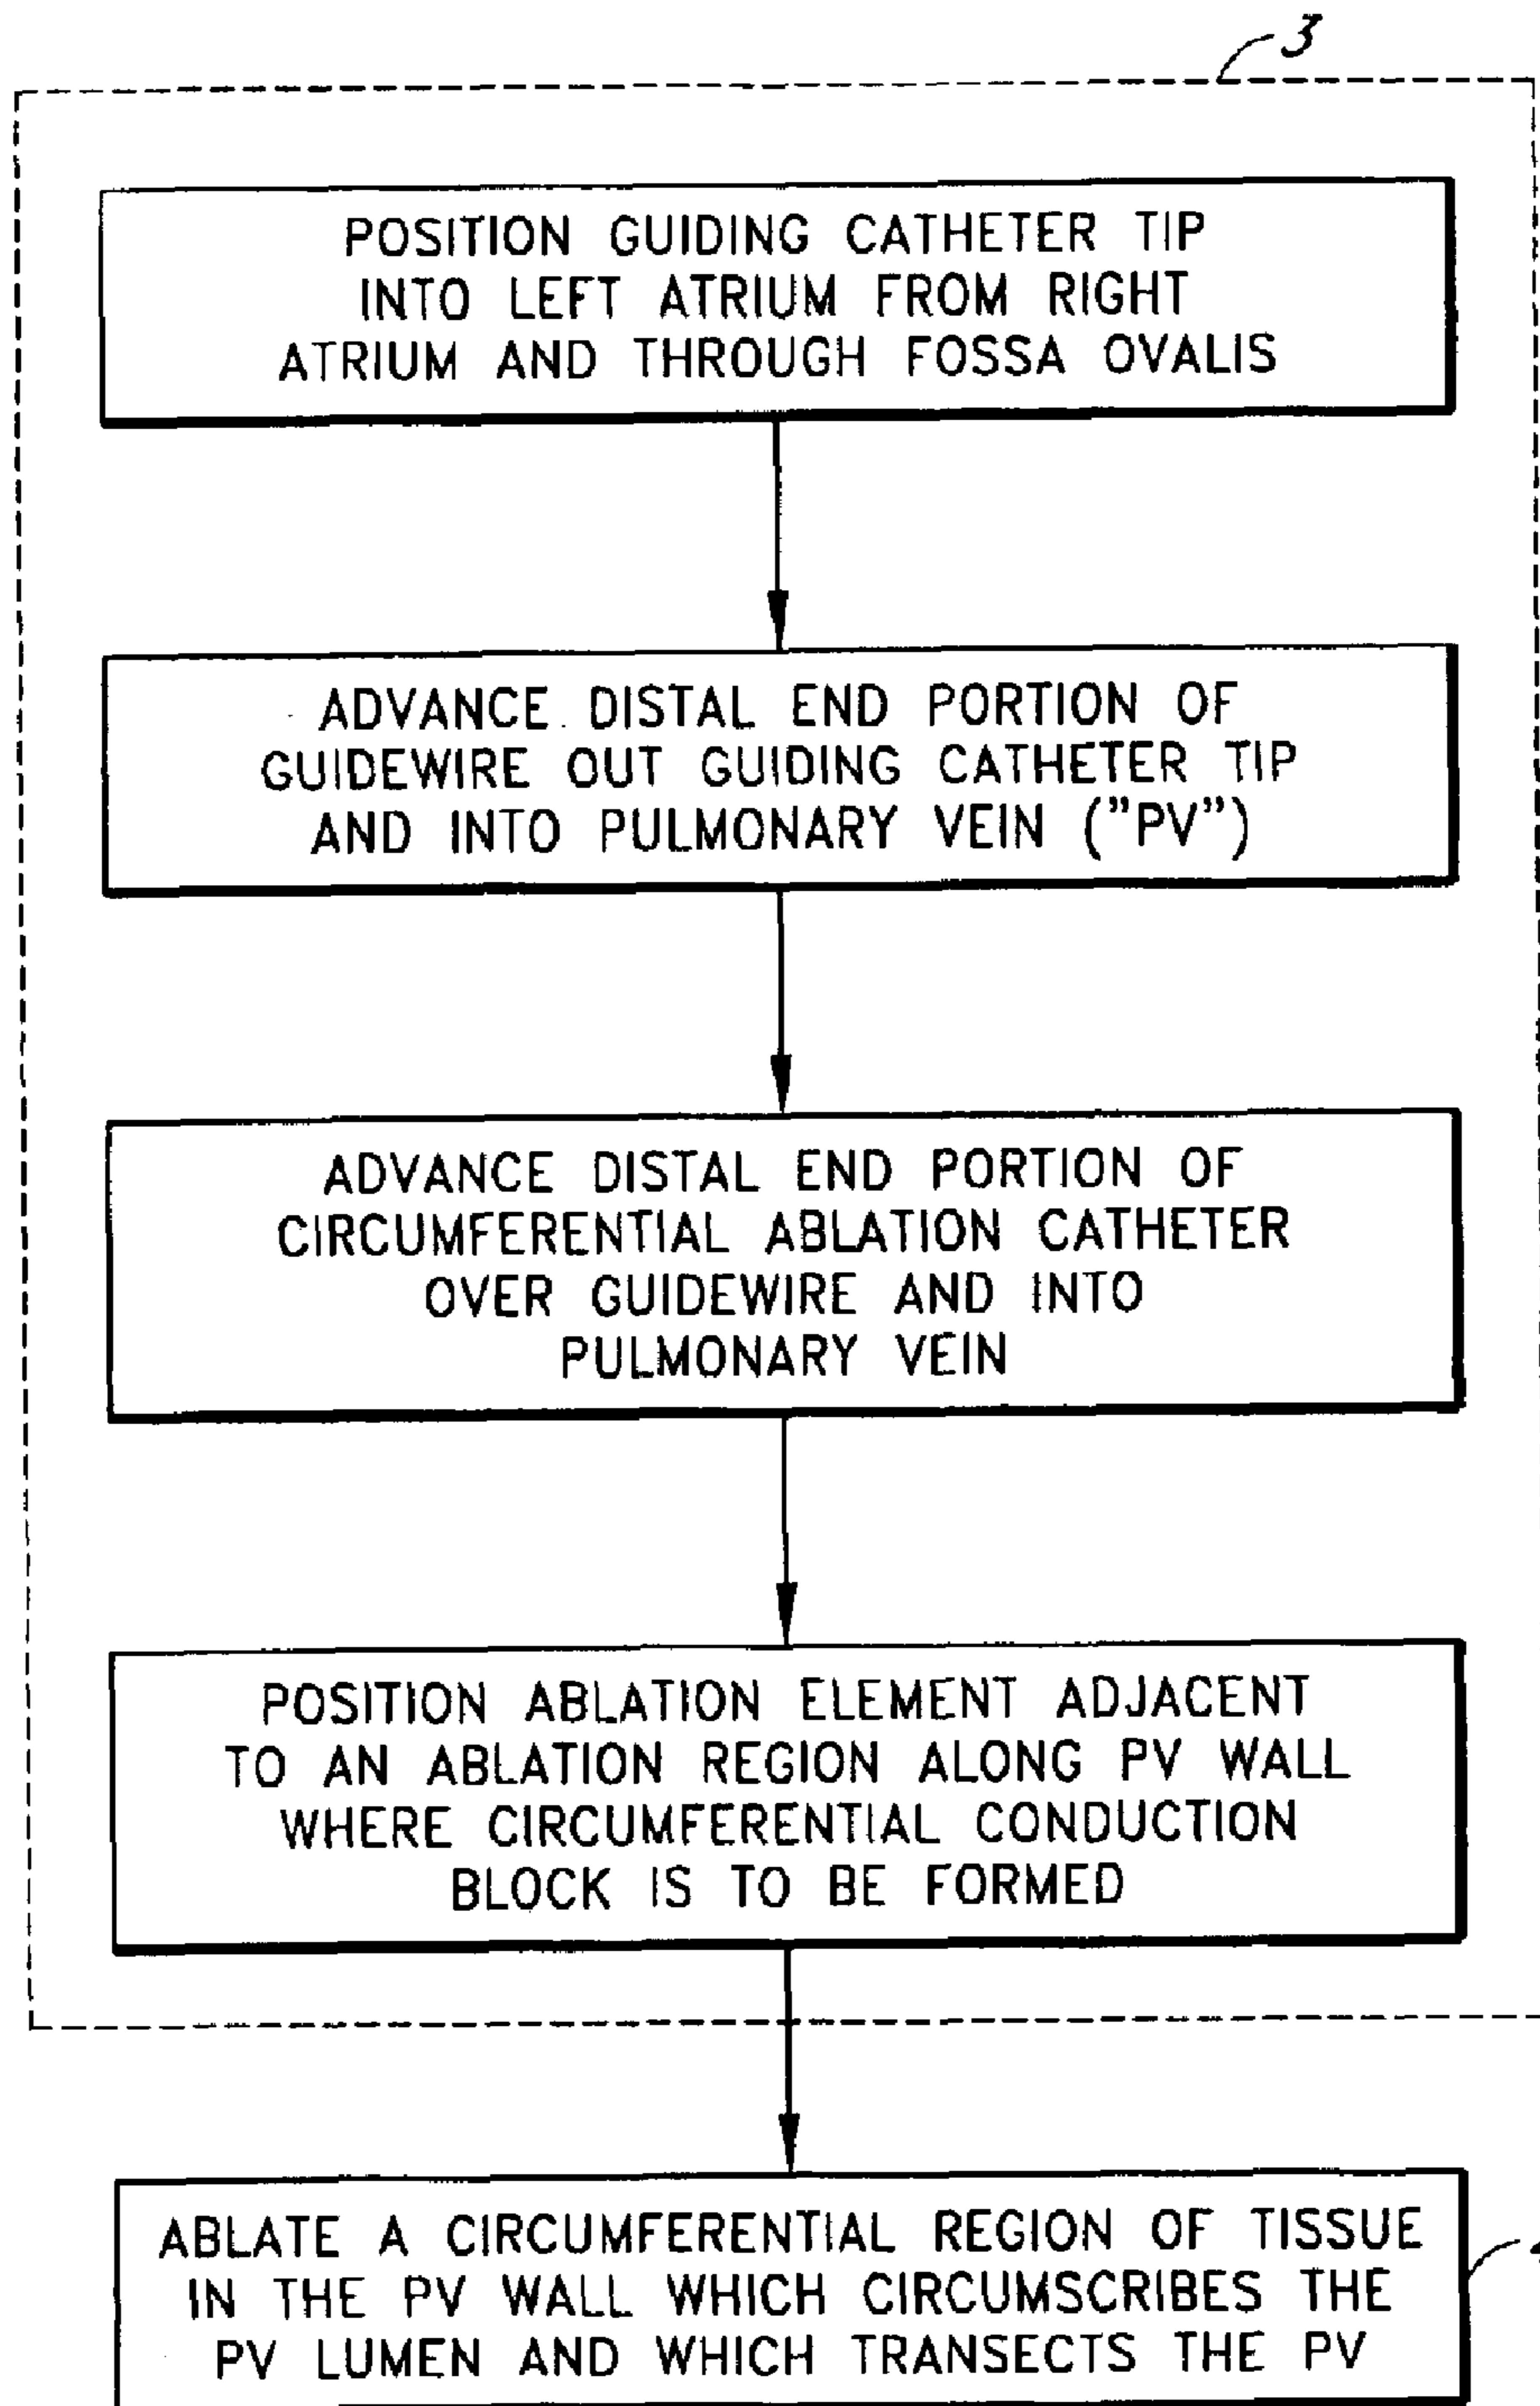 3
POSITION GUIDING CATHETER TIP
INTO LEFT ATRIUM FROM RIGHT
ATRIUM AND THROUGH FOSSA OVALIS
ADVANCE DISTAL END PORTION OF
GUIDEWIRE OUT GUIDING CATHETER TIP
AND INTO PULMONARY VEIN ("PV")
ADVANCE DISTAL END PORTION OF
CIRCUMFERENTIAL ABLATION CATHETER
OVER GUIDEWIRE AND INTO
PULMONARY VEIN
POSITION ABLATION ELEMENT ADJACENT
TO AN ABLATION REGION ALONG PV WALL
WHERE CIRCUMFERENTIAL CONDUCTION
BLOCK IS TO BE FORMED
ABLATE A CIRCUMFERENTIAL REGION OF TISSUE
IN THE PV WALL WHICH CIRCUMSCRIBES THE
PV LUMEN AND WHICH TRANSECTS THE PV